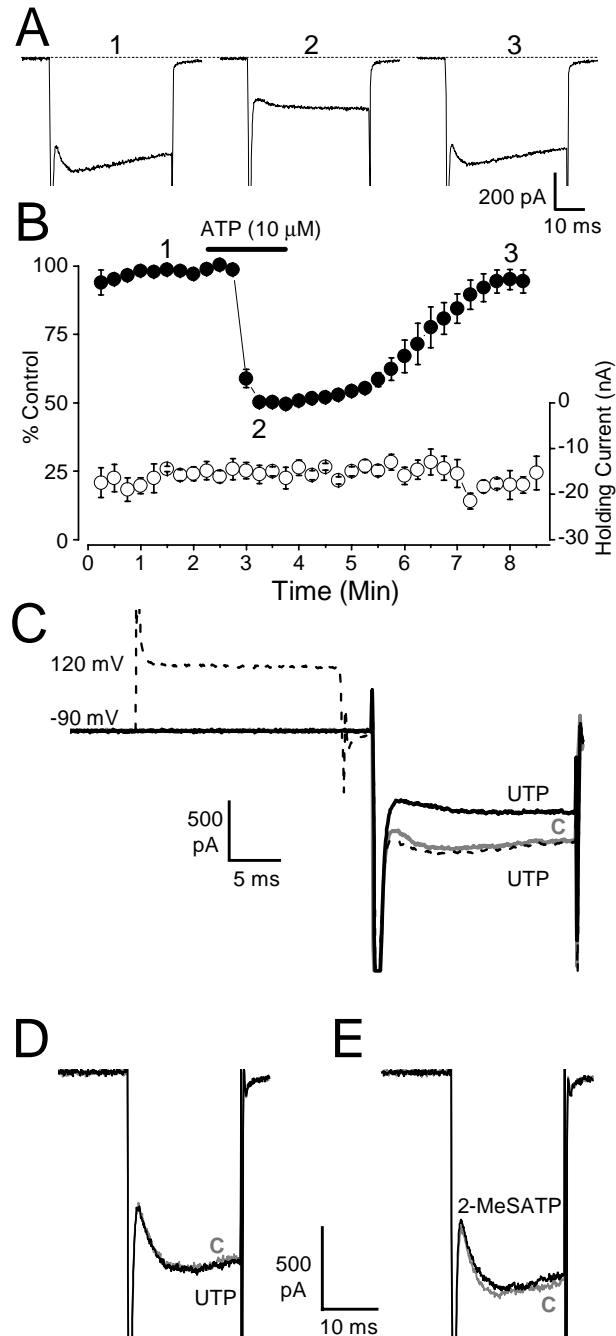 A
1 2 3
200 pA
10 ms
B
ATP (10 μM)
1 3
2
100
75
50
25
0
% Control
0
-10
-20
-30
Holding Current (nA)
0 1 2 3 4 5 6 7 8
Time (Min)
C
120 mV
-90 mV
UTP
C
UTP
500
pA
5 ms
D E
C
UTP
2-MeSATP
C
500
pA
10 ms